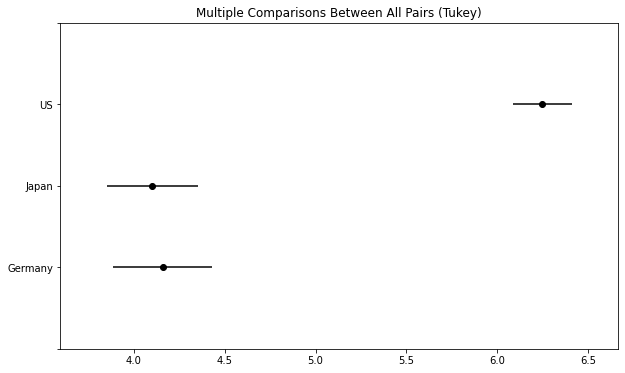 Multiple Comparisons Between All Pairs (Tukey)
US
Japan
Germany
4.0 4.5 5.0 5.5 6.0 6.5